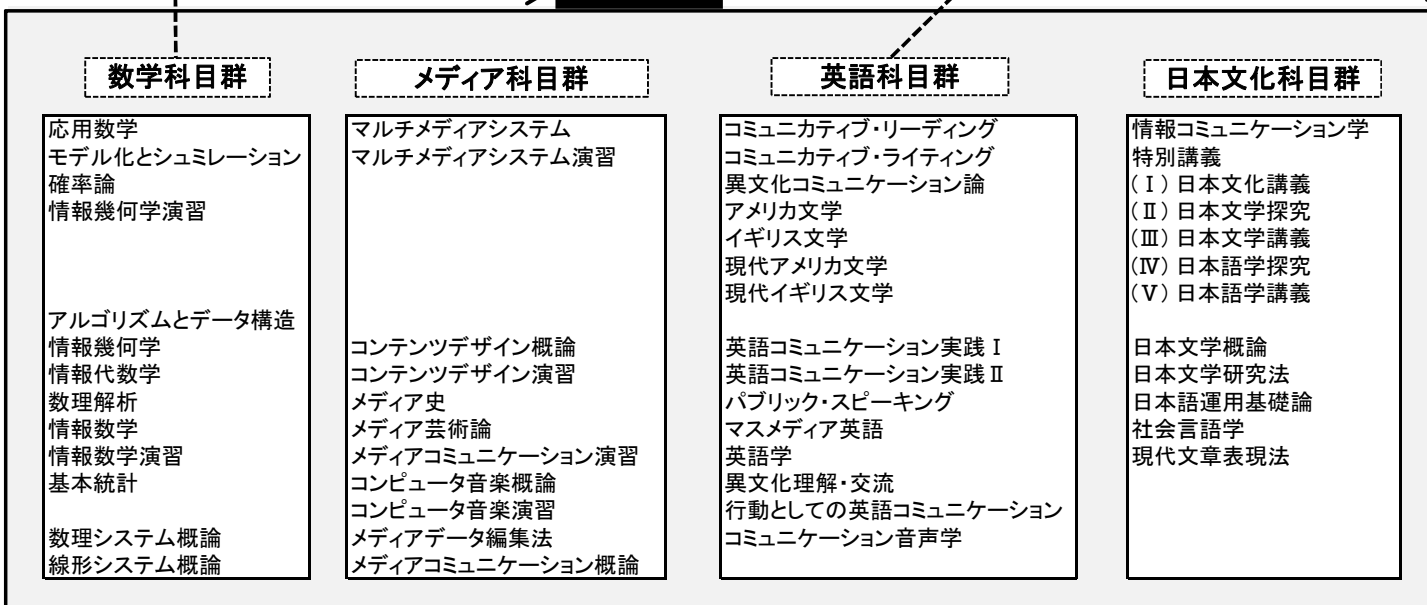 数学科目群
応用数学
モデル化とシュミレーション
確率論
情報幾何学演習
アルゴリズムとデータ構造
情報幾何学
情報代数学
数理解析
情報数学
情報数学演習
基本統計
数理システム概論
線形システム概論
メディア科目群
マルチメディアシステム
マルチメディアシステム演習
コンテンツデザイン概論
コンテンツデザイン演習
メディア史
メディア芸術論
メディアコミュニケーション演習
コンピュータ音楽概論
コンピュータ音楽演習
メディアデータ編集法
メディアコミュニケーション概論
英語科目群
コミュニカティブ・リーディング
コミュニカティブ・ライティング
異文化コミュニケーション論
アメリカ文学
イギリス文学
現代アメリカ文学
現代イギリス文学
英語コミュニケーション実践Ⅰ
英語コミュニケーション実践Ⅱ
パブリック・スピーキング
マスメディア英語
英語学
異文化理解・交流
行動としての英語コミュニケーション
コミュニケーション音声学
日本文化科目群
情報コミュニケーション学
特別講義
(Ⅰ)日本文化講義
(Ⅱ)日本文学探究
(Ⅲ)日本文学講義
(Ⅳ)日本語学探究
(Ⅴ)日本語学講義
日本文学概論
日本文学研究法
日本語運用基礎論
社会言語学
現代文章表現法